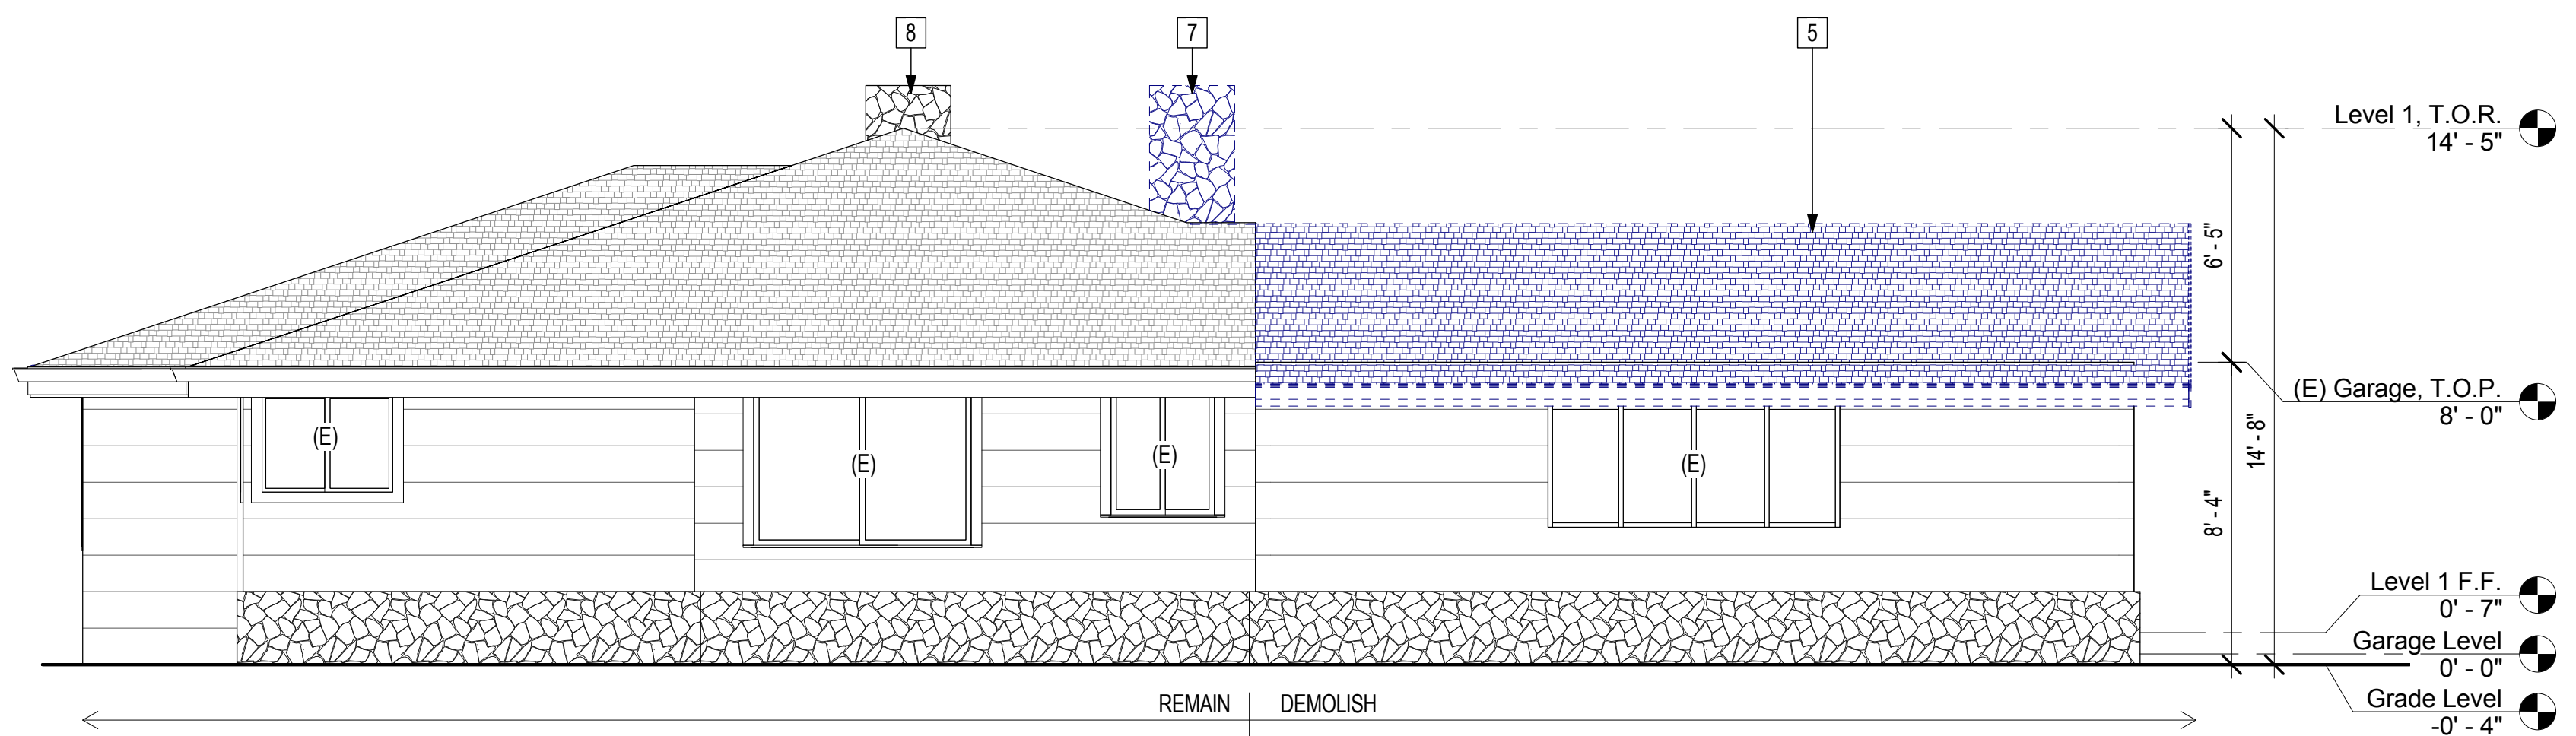 8
7
5
Level 1, T.O.R.
14' - 5"
6' - 5"
(E) Garage, T.O.P.
8' - 0"
14' - 8"
8' - 4"
(E)
(E)
(E)
(E)
Level 1 F.F.
0' - 7"
Garage Level
0' - 0"
Grade Level
-0' - 4"
REMAIN
DEMOLISH